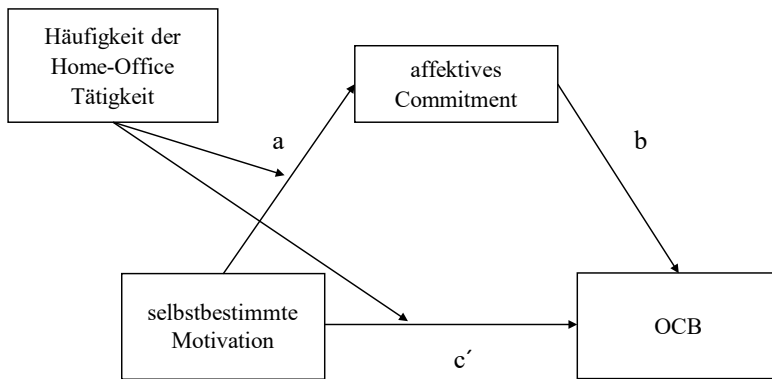 Häufigkeit der
Home-Office
Tätigkeit
affektives
Commitment
a
b
selbstbestimmte
Motivation
OCB
c´